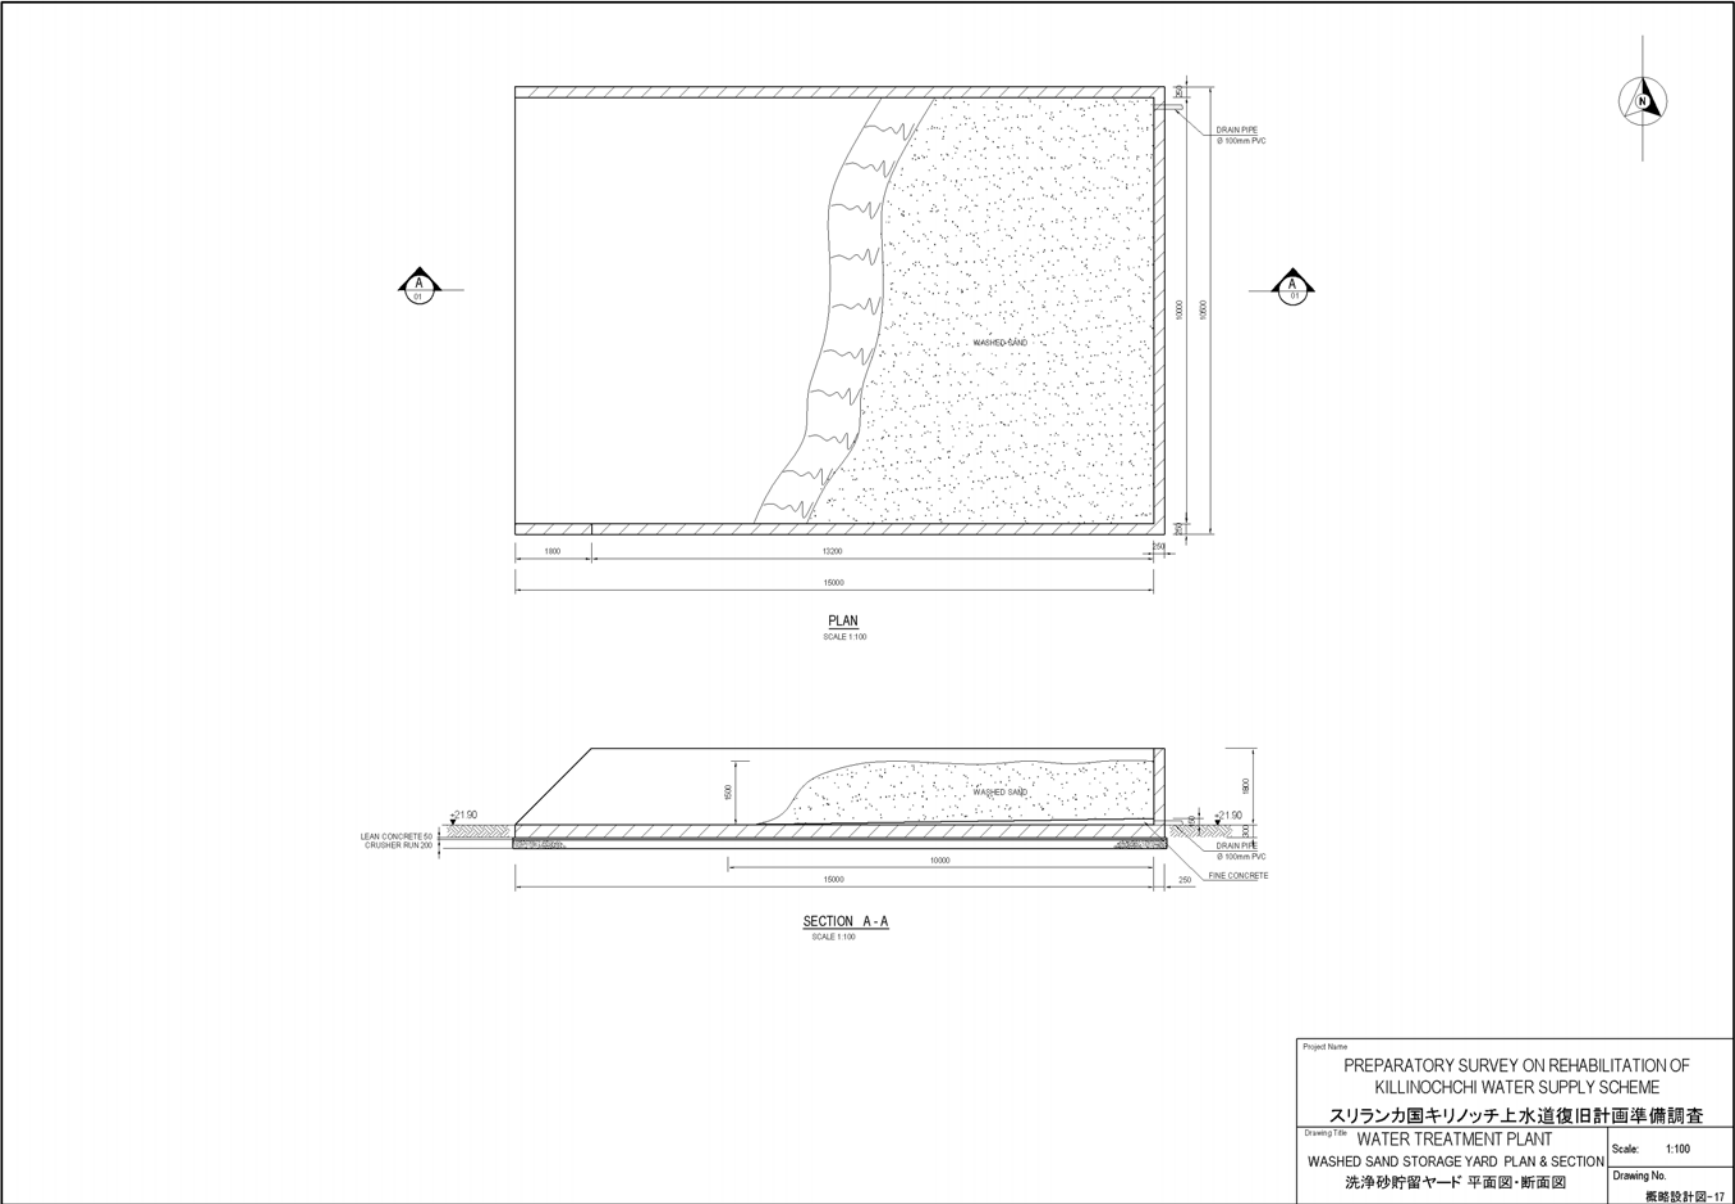 N
250
DRAIN PIPE
Ø 100mm PVC
A
01
A
01
10000
10500
WASHED SAND
250
1800
13200
250
15000
PLAN
SCALE 1:100
1500
WASHED SAND
1800
+21.90
+21.90
LEAN CONCRETE 50
CRUSHER RUN 200
300
DRAIN PIPE
Ø 100mm PVC
10000
FINE CONCRETE
15000
250
SECTION A - A
SCALE 1:100
Project Name
PREPARATORY SURVEY ON REHABILITATION OF
KILLINOCHCHI WATER SUPPLY SCHEME
スリランカ国キリノッチ上水道復旧計画準備調査
Drawing Title
WATER TREATMENT PLANT
WASHED SAND STORAGE YARD PLAN & SECTION
洗浄砂貯留ヤード 平面図・断面図
Scale: 1:100
Drawing No.
概略設計図-17